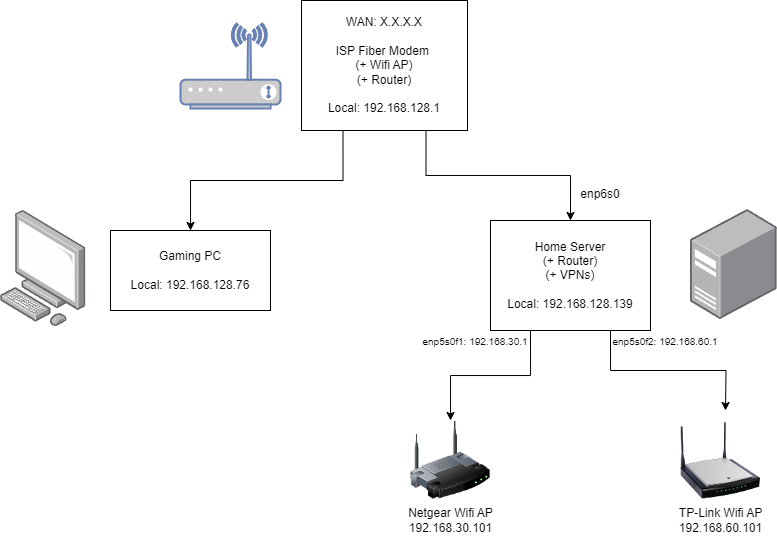 WAN: X.X.X.X
ISP Fiber Modem
(+ Wifi AP)
(+ Router)
Local: 192.168.128.1
enp6s0
Gaming PC
Local: 192.168.128.76
Home Server
(+ Router)
(+ VPNs)
Local: 192.168.128.139
enp5s0f1: 192.168.30.1
enp5s0f2: 192.168.60.1
Netgear Wifi AP
192.168.30.101
TP-Link Wifi AP
192.168.60.101